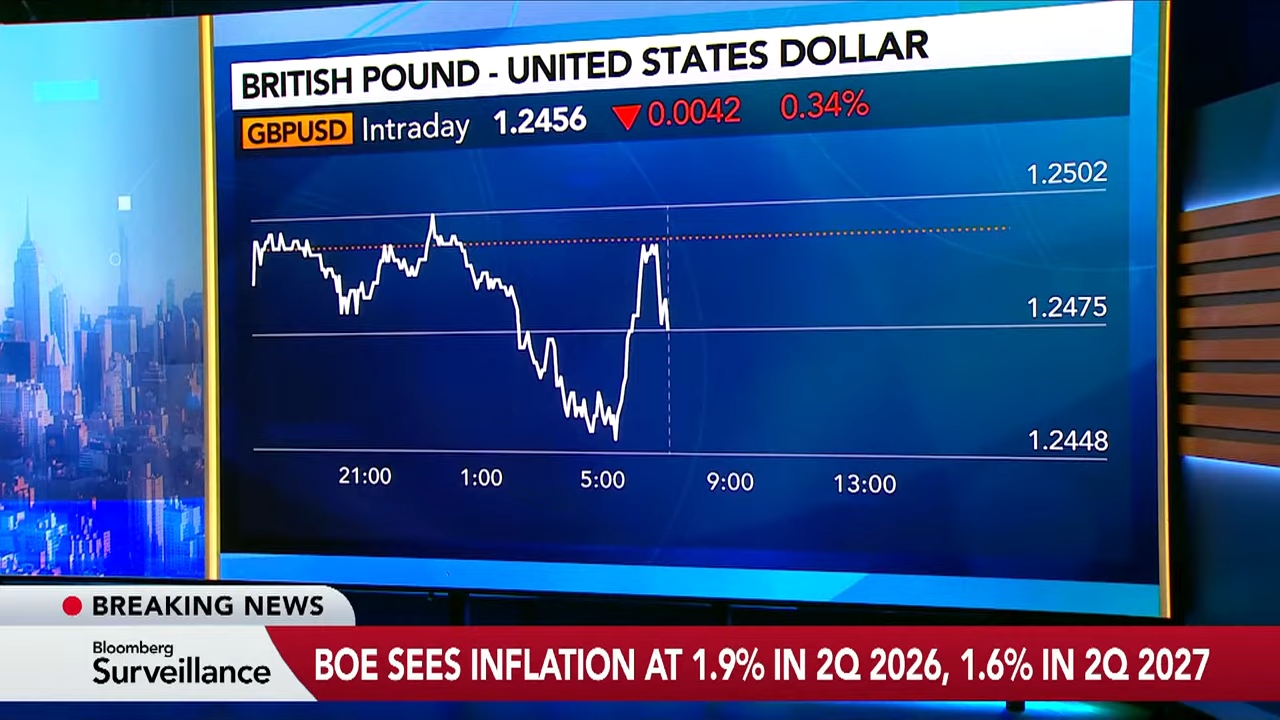 BRITISH POUND - UNITED STATES DOLLAR
GBPUSD Intraday 1.2456 ▼0.0042 0.34%
1.2502
1.2475
1.2448
21:00 1:00 5:00 9:00 13:00
BREAKING NEWS
Bloomberg
Surveillance
BOE SEES INFLATION AT 1.9% IN 2Q 2026, 1.6% IN 2Q 2027